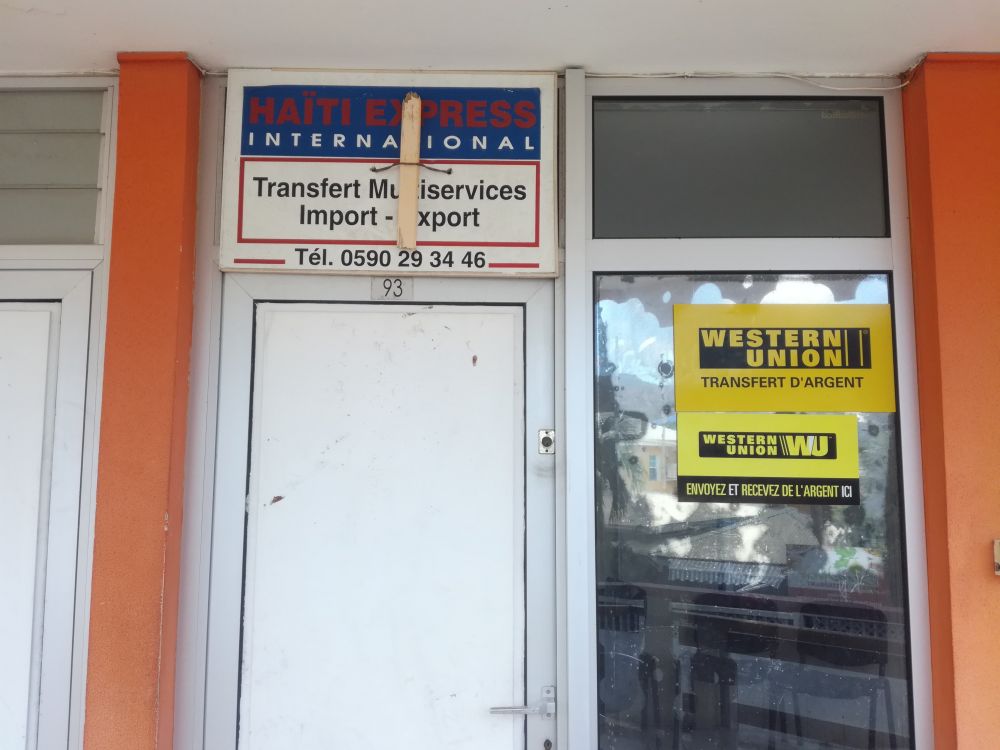 HAÏTI EXPRESS
INTERNATIONAL
Transfert Multiservices
Import - Export
Tél. 0590 29 34 46
93
WESTERN
UNION
TRANSFERT D'ARGENT
WESTERN
UNION WU
ENVOYEZ ET RECEVEZ DE L'ARGENT ICI